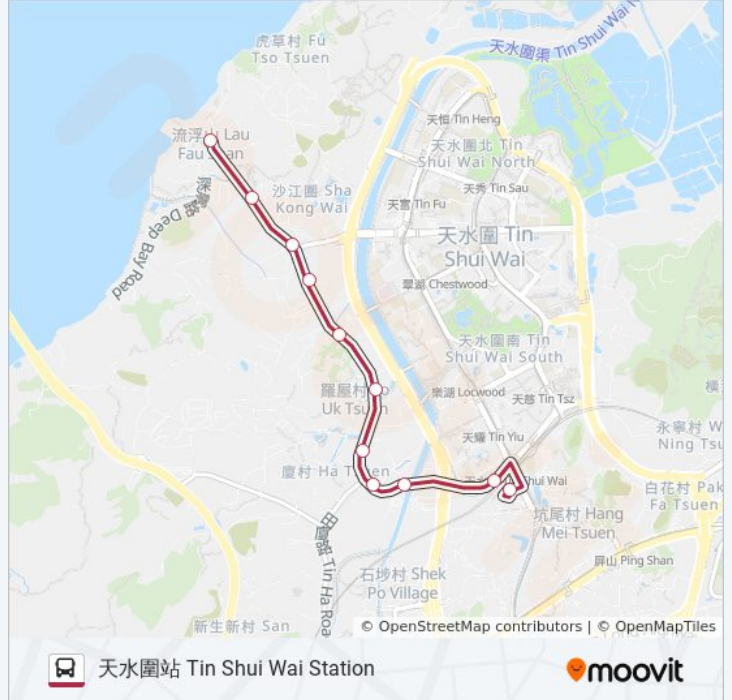 虎草村 Fu
Tso Tsuen
天水圍渠 Tin Shui Wai N
天恒 Tin Heng
流浮山 Lau
Fau Shan
天水圍北 Tin
Shui Wai North
沙江圍 Sha
Kong Wai
天秀 Tin Sau
天富 Tin Fu
深灣路 Deep Bay Road
天水圍 Tin
Shui Wai
翠湖 Chestwood
天水圍南 Tin
Shui Wai South
羅屋村
Uk Tsuen
樂湖 Locwood
天慈 Tin Tsz
橫
天耀 Tin Yiu
永寧村 W
Ning Tsu
廈村 Ha Tsuen
Shui Wai
白花村 Pak
Fa Tsuen
坑尾村 Hang
Mei Tsuen
田廈路 Tin Ha Roa
屏山 Ping Shan
石埗村 Shek
Po Village
新生新村 San
© OpenStreetMap contributors | © OpenMapTiles
天水圍站 Tin Shui Wai Station
moovit